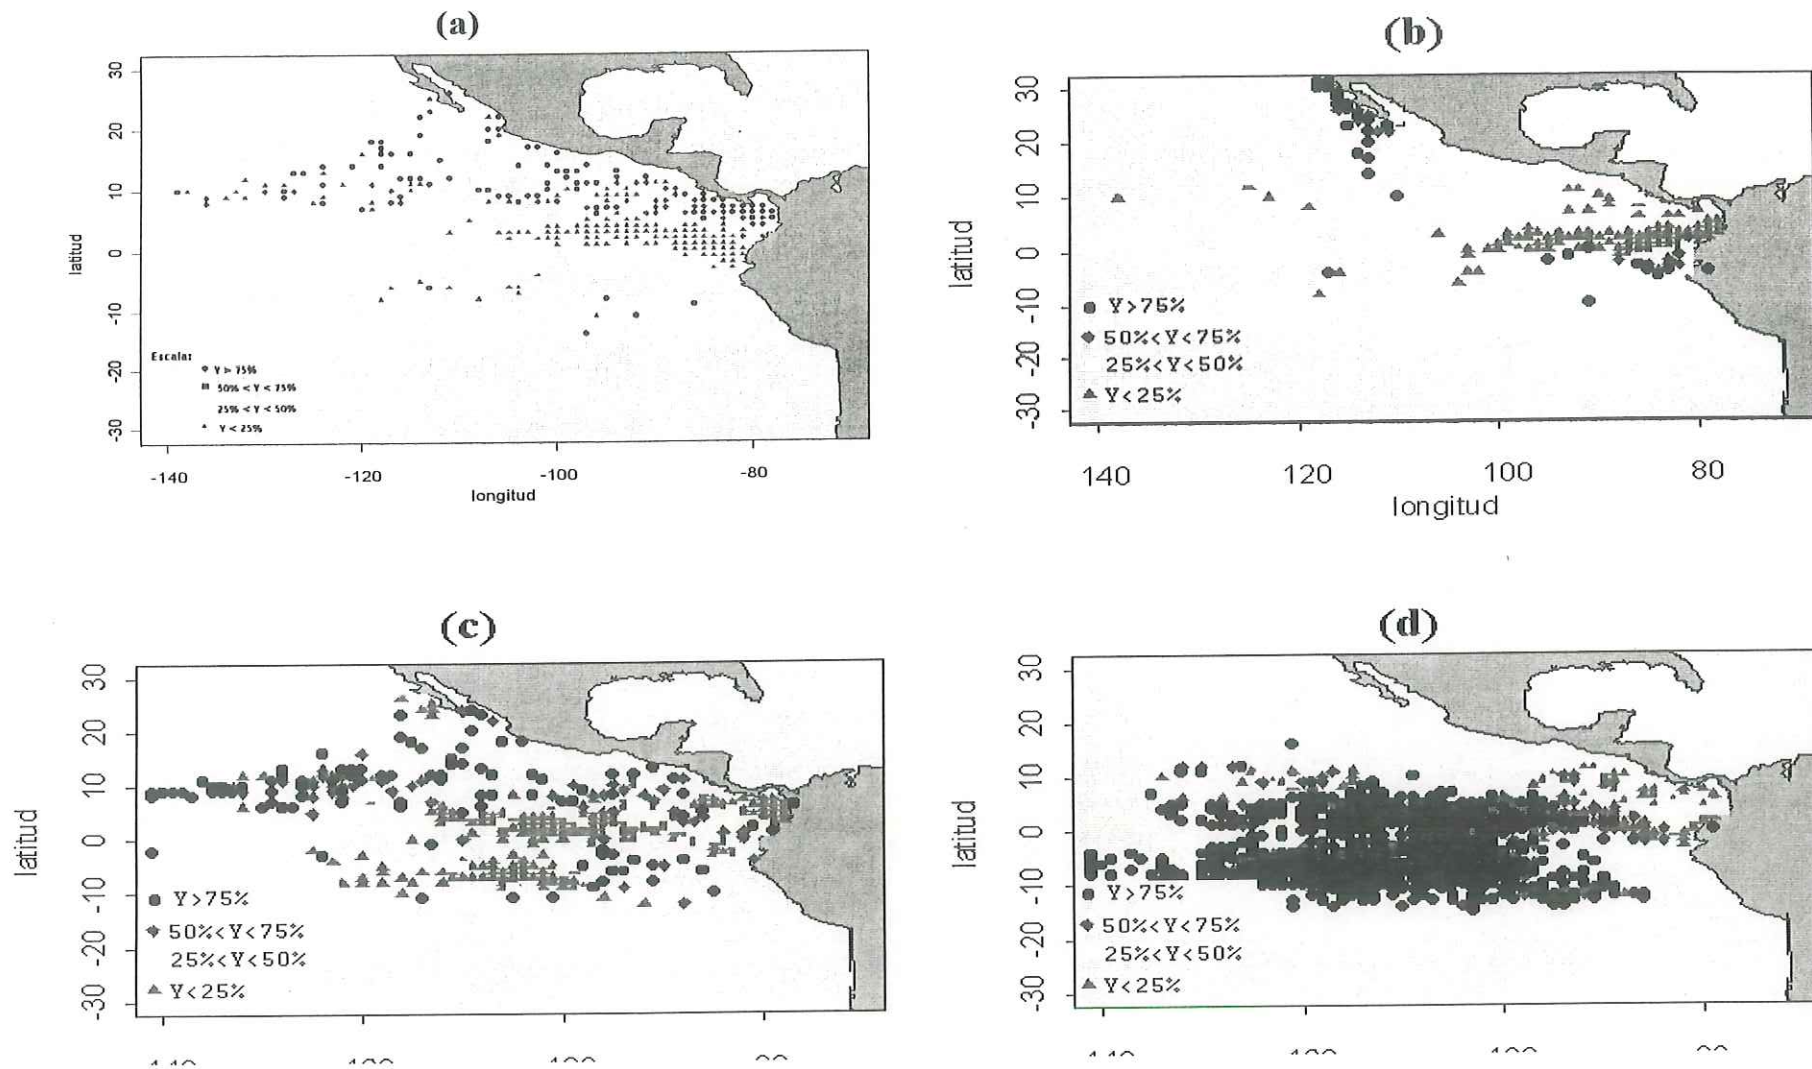 (a)
30
20
10
0
-10
-20
-30
latitud
Escala:
Y > 75%
50% < Y < 75%
25% < Y < 50%
Y < 25%
-140
-120
-100
-80
longitud
(b)
30
20
10
0
-10
-20
-30
latitud
Y>75%
50%<Y<75%
25%<Y<50%
Y<25%
140
120
100
80
longitud
(c)
30
20
10
0
-10
-20
-30
latitud
Y>75%
50%<Y<75%
25%<Y<50%
Y<25%
(d)
30
20
10
0
-10
-20
-30
latitud
Y>75%
50%<Y<75%
25%<Y<50%
Y<25%